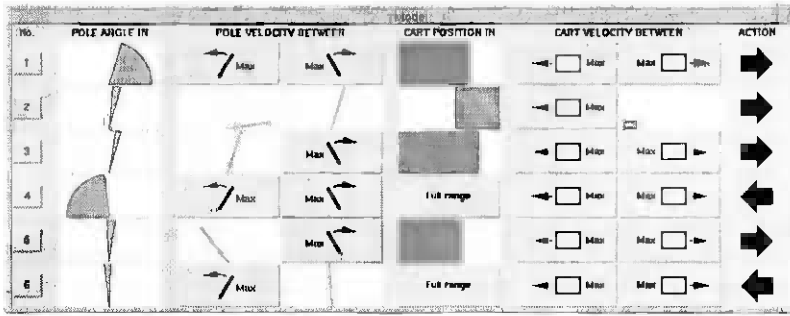 Model
No. POLE ANGLE IN POLE VELOCITY BETWEEN CART POSITION IN CART VELOCITY BETWEEN ACTION
1 Max Max Max Max
2 Max
3 Max Max Max
4 Max Max Full range Max Max
5 Max Max Max
6 Max Full range Max Max